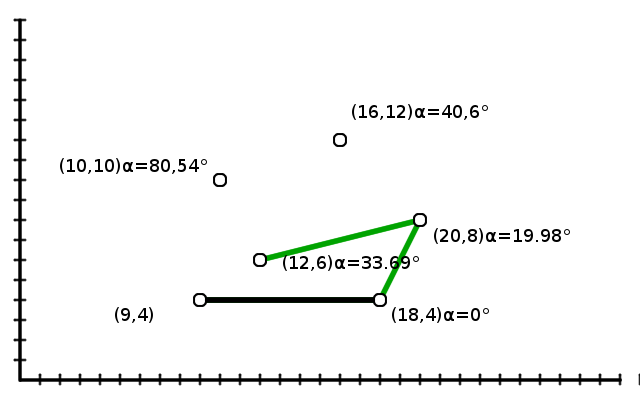 (16,12)α=40,6°
(10,10)α=80,54°
(20,8)α=19.98°
(12,6)α=33.69°
(9,4)
(18,4)α=0°